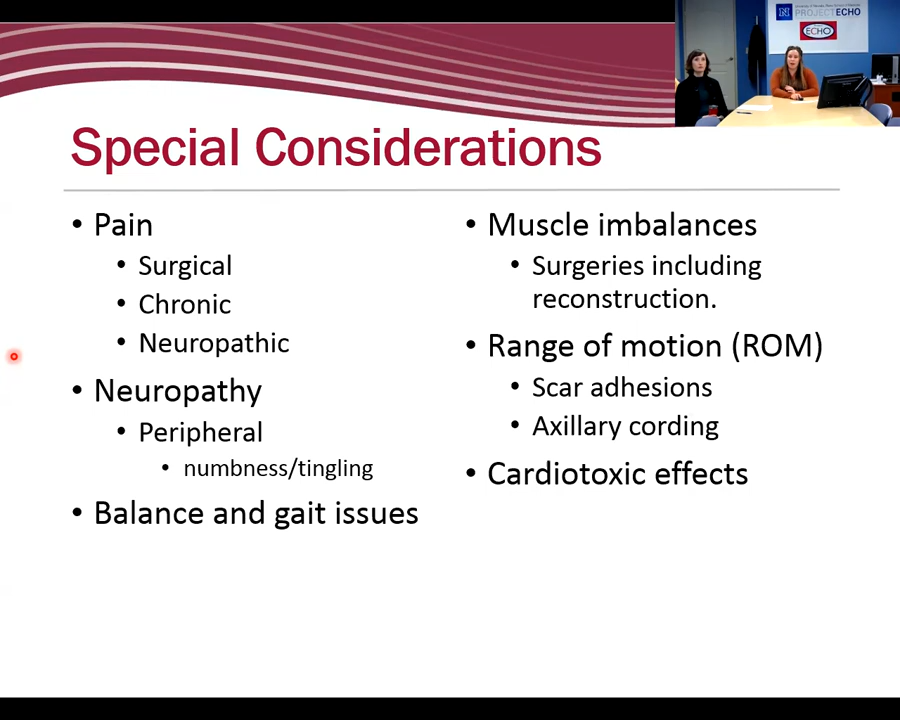 PROJECT ECHO
ECHO
Special Considerations
• Pain
• Surgical
• Chronic
• Neuropathic
• Neuropathy
• Peripheral
• numbness/tingling
• Balance and gait issues
• Muscle imbalances
• Surgeries including
reconstruction.
• Range of motion (ROM)
• Scar adhesions
• Axillary cording
• Cardiotoxic effects